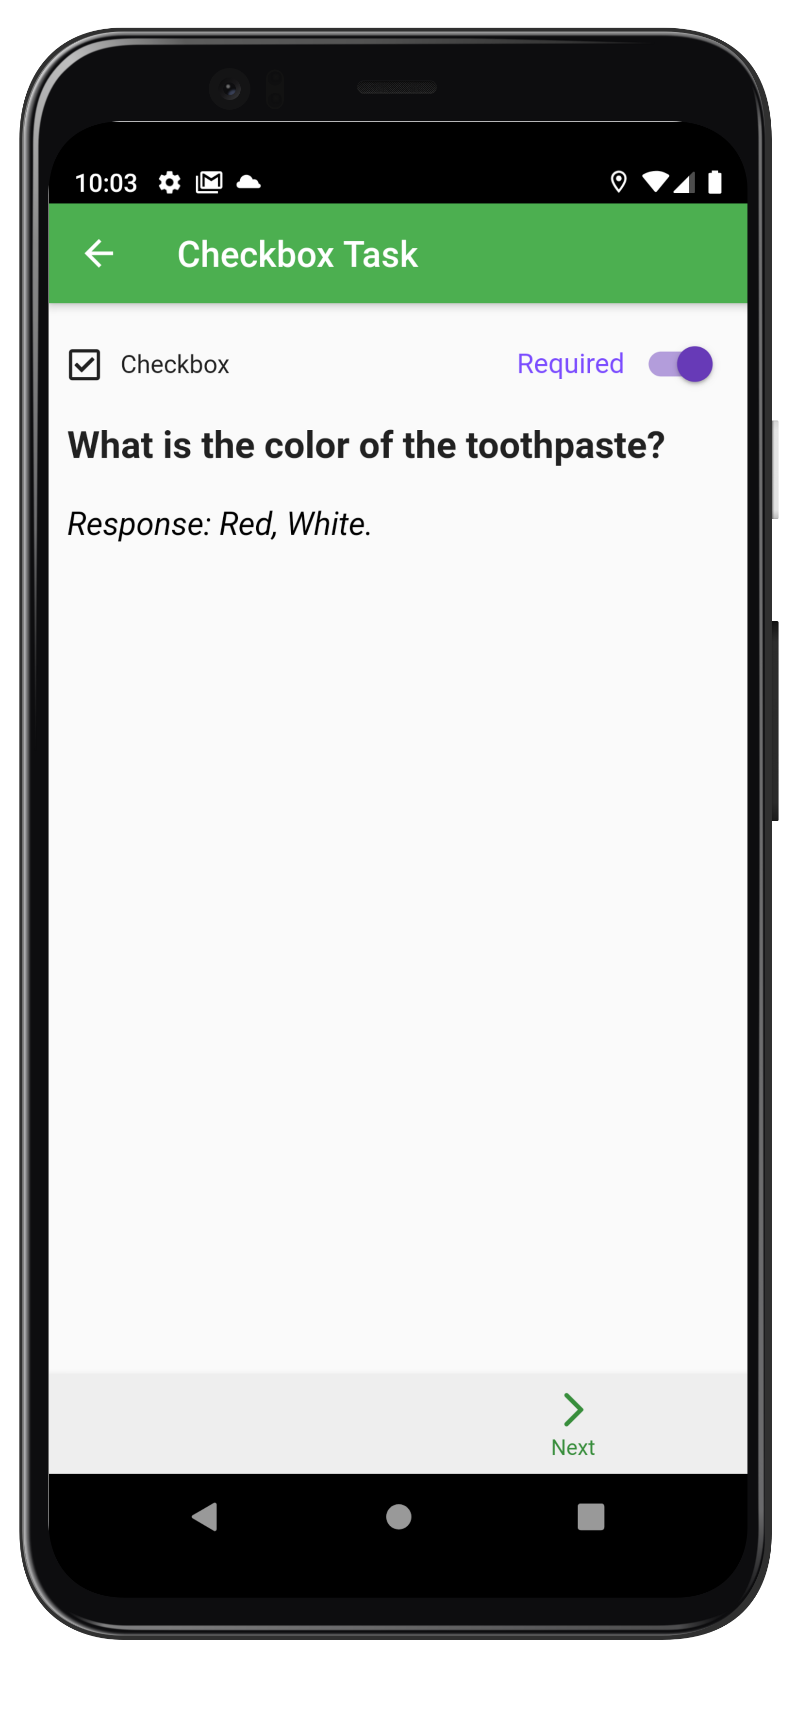 10:03
Checkbox Task
Checkbox Required
What is the color of the toothpaste?
Response: Red, White.
Next